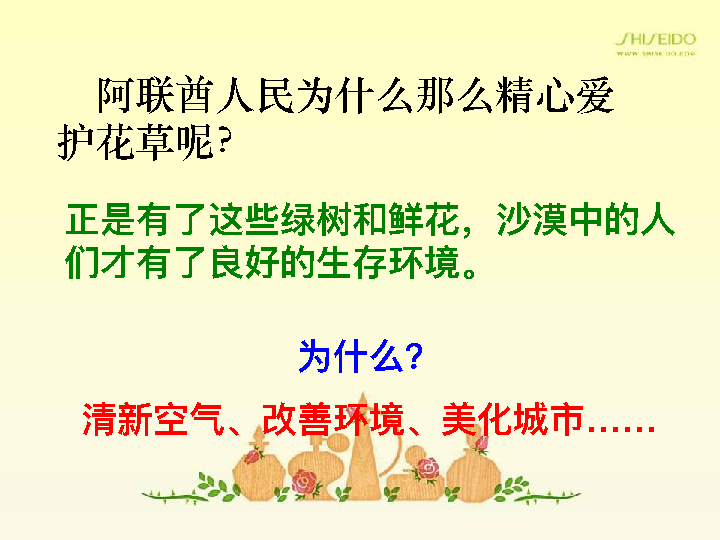 SHISEIDO
WWW.SHISEIDO.COM
阿联酋人民为什么那么精心爱
护花草呢?
正是有了这些绿树和鲜花，沙漠中的人
们才有了良好的生存环境。
为什么?
清新空气、改善环境、美化城市……